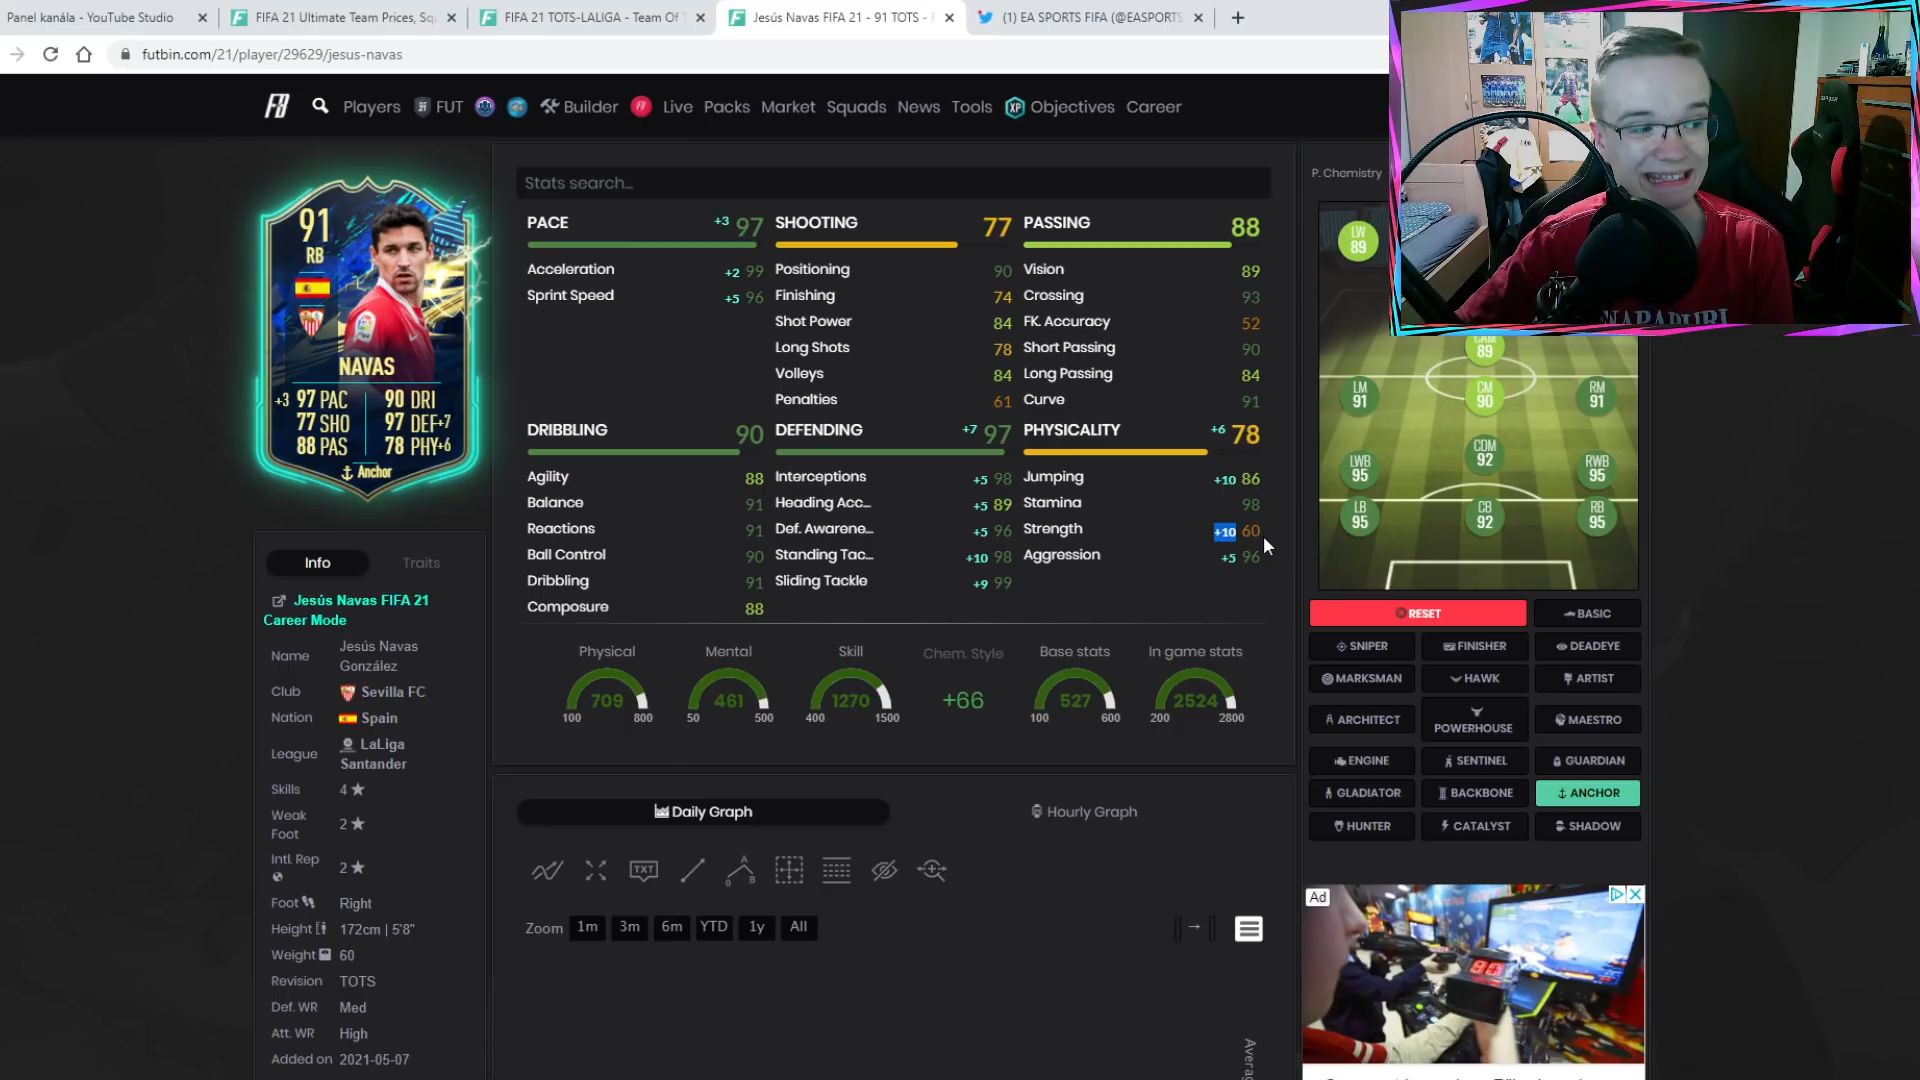 Panel kanála - YouTube Studio
FIFA 21 Ultimate Team Prices, Squ
FIFA 21 TOTS-LALIGA - Team Of T
Jesús Navas FIFA 21 - 91 TOTS -
(1) EA SPORTS FIFA (@EASPORTS
futbin.com/21/player/29629/jesus-navas
Players FUT Builder Live Packs Market Squads News Tools XP Objectives Career
91
RB
NAVAS
+3 97 PAC 90 DRI
77 SHO 97 DEF+7
88 PAS 78 PHY+6
Anchor
Stats search...
PACE +3 97
Acceleration +2 99
Sprint Speed +5 96
SHOOTING 77
Positioning 90
Finishing 74
Shot Power 84
Long Shots 78
Volleys 84
Penalties 61
PASSING 88
Vision 89
Crossing 93
FK. Accuracy 52
Short Passing 90
Long Passing 84
Curve 91
DRIBBLING 90
Agility 88
Balance 91
Reactions 91
Ball Control 90
Dribbling 91
Composure 88
DEFENDING +7 97
Interceptions +5 98
Heading Acc... +5 89
Def. Awarene... +5 96
Standing Tac... +10 98
Sliding Tackle +9 99
PHYSICALITY +6 78
Jumping +10 86
Stamina 98
Strength +10 60
Aggression +5 96
Physical
709
100 800
Mental
461
50 500
Skill
1270
400 1500
Chem. Style
+66
Base stats
527
100 600
In game stats
2524
200 2800
Info Traits
Jesús Navas FIFA 21
Career Mode
Name Jesús Navas
González
Club Sevilla FC
Nation Spain
League LaLiga
Santander
Skills 4
Weak
Foot 2
Intl. Rep 2
Foot Right
Height 172cm | 5'8"
Weight 60
Revision TOTS
Def. WR Med
Att. WR High
Added on 2021-05-07
Daily Graph Hourly Graph
TXT
Zoom 1m 3m 6m YTD 1y All
P. Chemistry
LW
89
CAM
89
LM
91
CM
90
RM
91
CDM
92
LWB
95
RWB
95
LB
95
CB
92
RB
95
RESET BASIC
SNIPER FINISHER DEADEYE
MARKSMAN HAWK ARTIST
ARCHITECT POWERHOUSE MAESTRO
ENGINE SENTINEL GUARDIAN
GLADIATOR BACKBONE ANCHOR
HUNTER CATALYST SHADOW
Ad